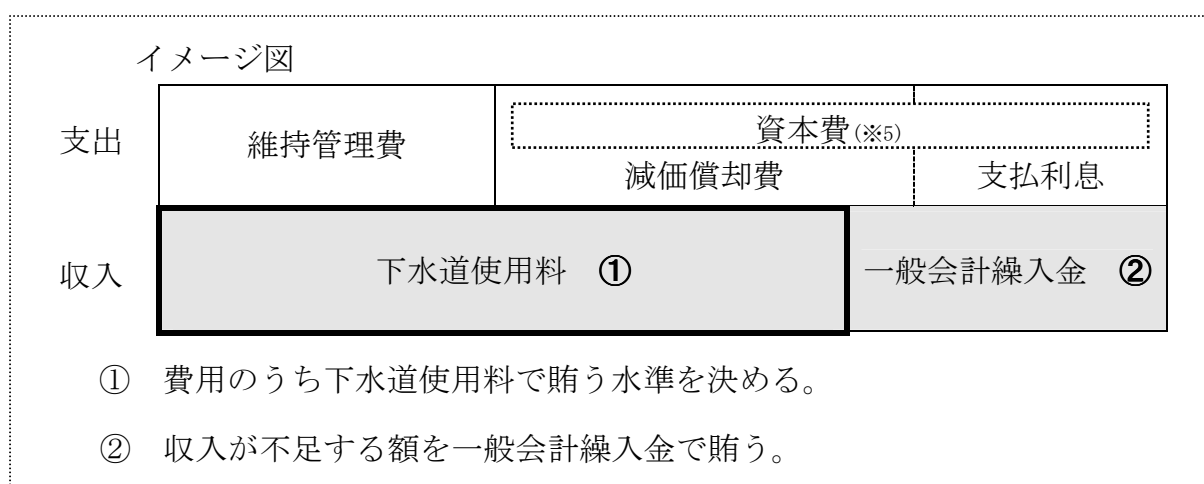 イメージ図
支出
維持管理費
資本費(※5)
減価償却費
支払利息
収入
下水道使用料 ①
一般会計繰入金 ②
① 費用のうち下水道使用料で賄う水準を決める。
② 収入が不足する額を一般会計繰入金で賄う。